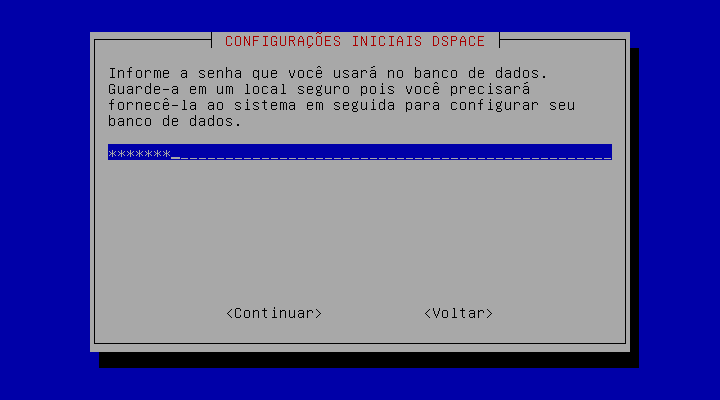 CONFIGURAÇÕES INICIAIS DSPACE
Informe a senha que você usará no banco de dados.
Guarde-a em um local seguro pois você precisará
fornecê-la ao sistema em seguida para configurar seu
banco de dados.
*******
<Continuar> <Voltar>